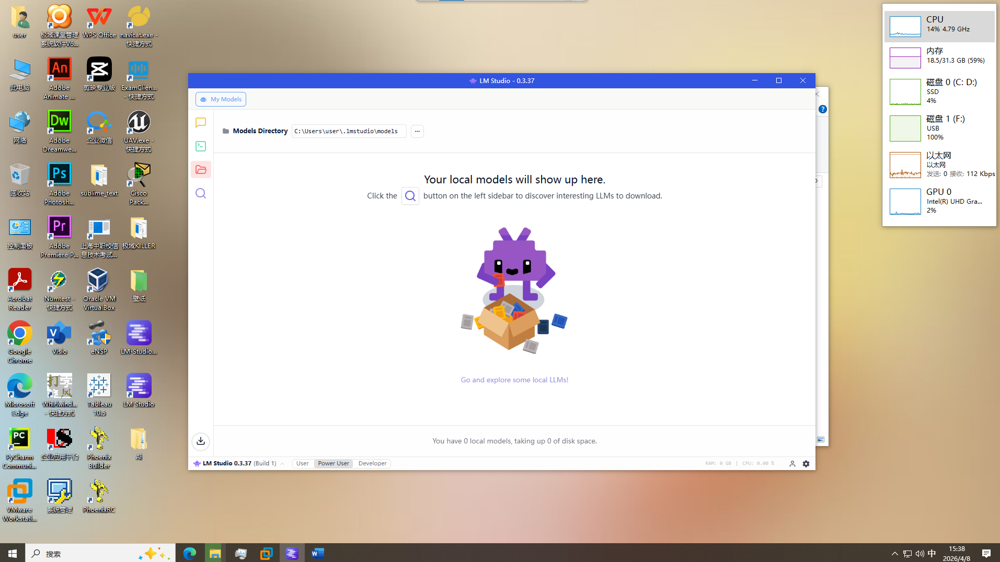 user
极域课堂管理
系统软件V6...
WPS Office
navicat.exe -
快捷方式
此电脑
Adobe
Animate ...
剪映专业版
ExamClien...
- 快捷方式
网络
Adobe
Dreamwe...
企业微信
UAV.exe -
快捷方式
回收站
Adobe
Photosh...
sublime_text
Cisco
Pack...
控制面板
Adobe
Premiere P...
上海中职校信
息技术考试...
极域KILLER
Acrobat
Reader
Numtest -
快捷方式
Oracle VM
VirtualBox
壁纸
Google
Chrome
Visio
eNSP
LM-Studio...
Microsoft
Edge
Whirlwind...
- 快捷方式
Tableau
10.5
LM Studio
PyCharm
Communi...
企业应用平台
Phoenix
Builder
Ai
VMware
Workstati...
系统管理
PhoenixRC
LM Studio - 0.3.37
My Models
Models Directory C:\Users\user\.lmstudio\models ...
Your local models will show up here.
Click the button on the left sidebar to discover interesting LLMs to download.
Go and explore some local LLMs!
You have 0 local models, taking up 0 of disk space.
LM Studio 0.3.37 (Build 1) User Power User Developer RAM: 0 GB | CPU: 0.00 %
CPU
14% 4.79 GHz
内存
18.5/31.3 GB (59%)
磁盘 0 (C: D:)
SSD
4%
磁盘 1 (F:)
USB
100%
以太网
以太网
发送: 0 接收: 112 Kbps
GPU 0
Intel(R) UHD Gra...
2%
搜索
中
15:38
2026/4/8